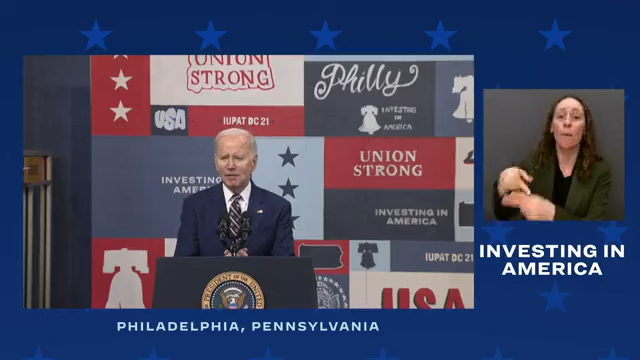 UNION
STRONG
Philly
INVESTING IN
AMERICA
USA
IUPAT DC 21
INVESTING IN
UNION
STRONG
INVESTING IN
AMERICA
IUPAT DC 21
USA
INVESTING IN
AMERICA
PHILADELPHIA, PENNSYLVANIA